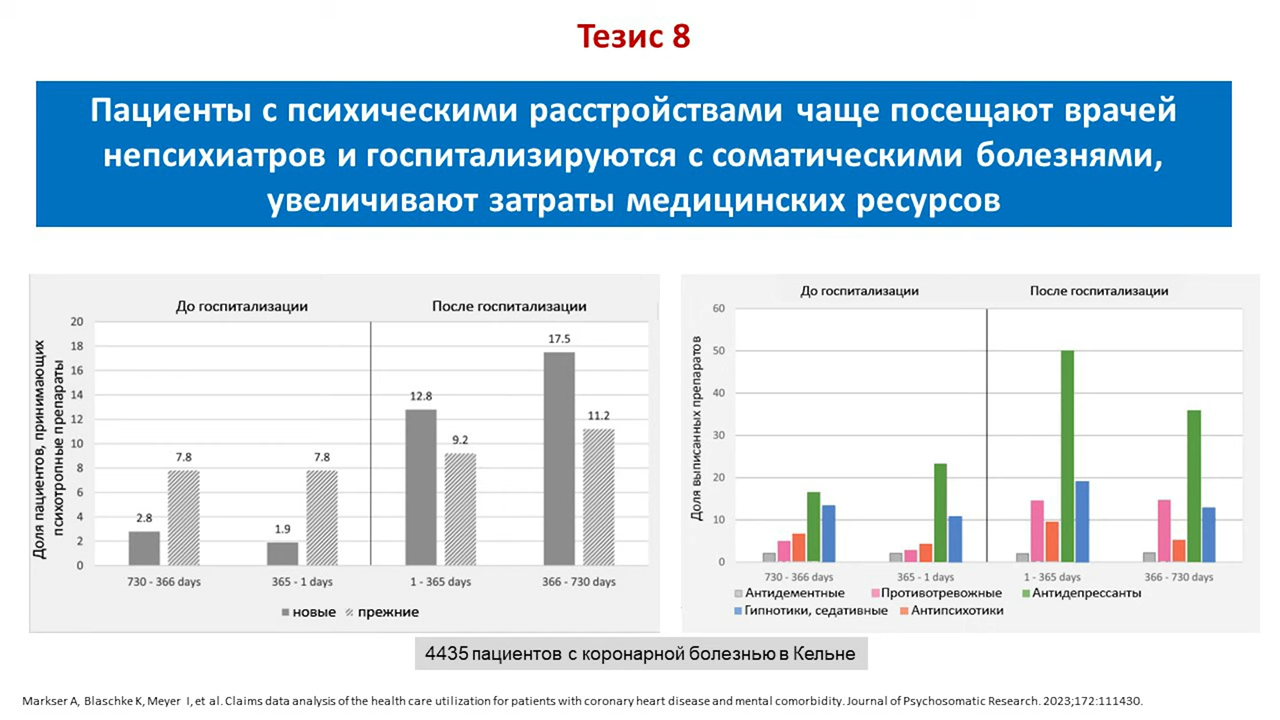 Тезис 8
Пациенты с психическими расстройствами чаще посещают врачей
непсихиатров и госпитализируются с соматическими болезнями,
увеличивают затраты медицинских ресурсов
До госпитализации
После госпитализации
Доля пациентов, принимающих
психотропные препараты
20
18
16
14
12
10
8
6
4
2
0
2.8
7.8
1.9
7.8
12.8
9.2
17.5
11.2
730 - 366 days
365 - 1 days
1 - 365 days
366 - 730 days
новые
прежние
До госпитализации
После госпитализации
Доля выписанных препаратов
60
50
40
30
20
10
0
730 - 366 days
365 - 1 days
1 - 365 days
366 - 730 days
Антидементные
Противотревожные
Антидепрессанты
Гипнотики, седативные
Антипсихотики
4435 пациентов с коронарной болезнью в Кельне
Markser A, Blaschke K, Meyer I, et al. Claims data analysis of the health care utilization for patients with coronary heart disease and mental comorbidity. Journal of Psychosomatic Research. 2023;172:111430.